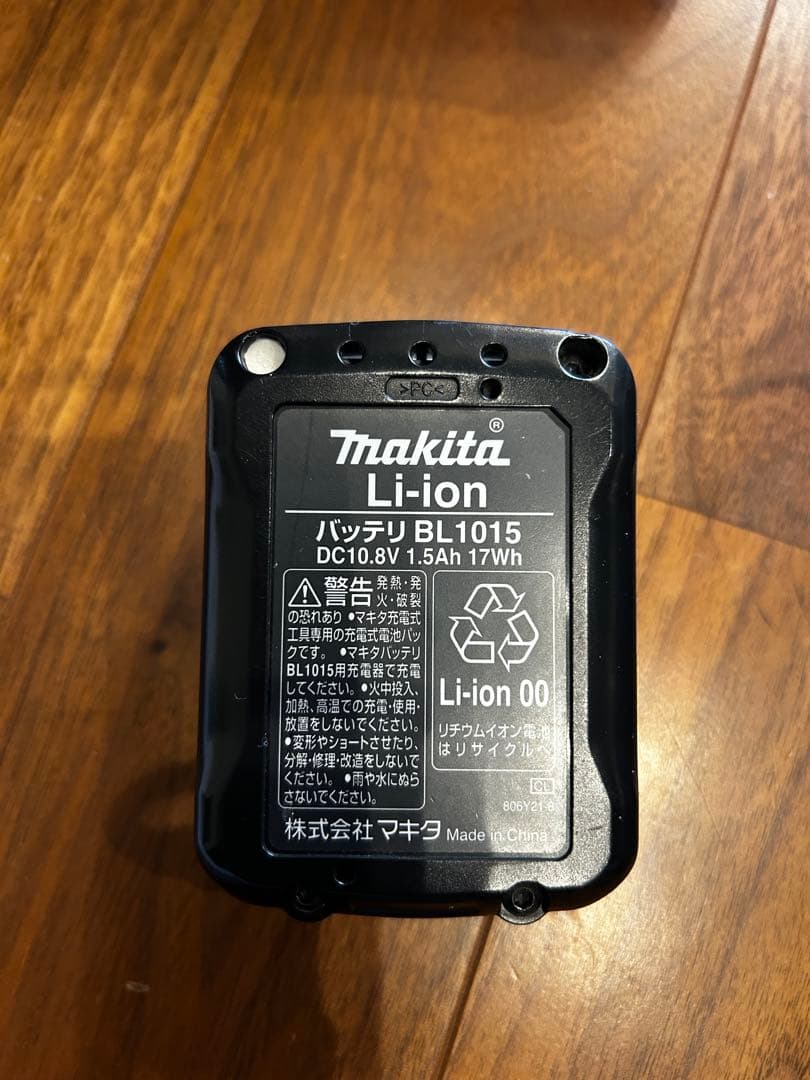 >PC<
makita®
Li-ion
バッテリ BL1015
DC10.8V 1.5Ah 17Wh
警告 発熱・発
火・破裂
の恐れあり ●マキタ充電式
工具専用の充電式電池パッ
クです。 ●マキタバッテリ
BL1015用充電器で充電
してください。●火中投入、
加熱、高温での充電・使用・
放置をしないでください。
●変形やショートさせたり、
分解・修理・改造をしないで
ください。 ●雨や水にぬら
さないでください。
Li-ion 00
リチウムイオン電池
はリサイクルへ
CL
806Y21-8
株式会社 マキタ Made in China